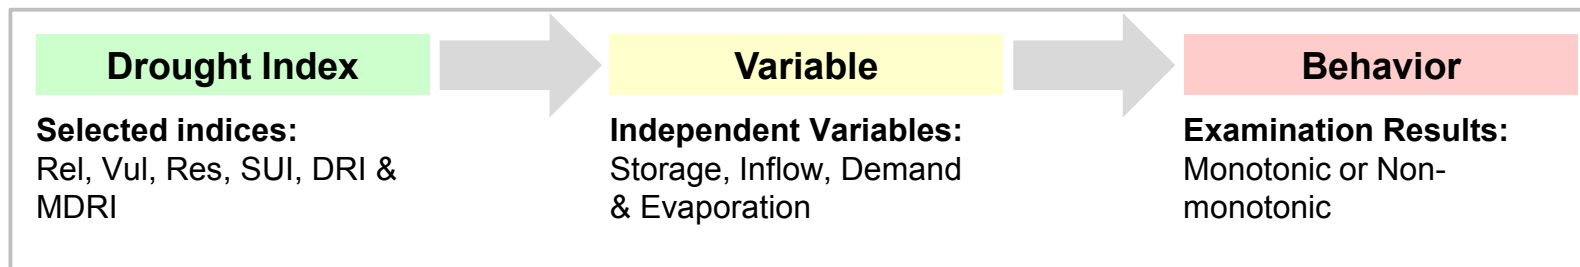 Drought Index
Variable
Behavior
Selected indices:
Rel, Vul, Res, SUI, DRI &
MDRI
Independent Variables:
Storage, Inflow, Demand
& Evaporation
Examination Results:
Monotonic or Non-
monotonic